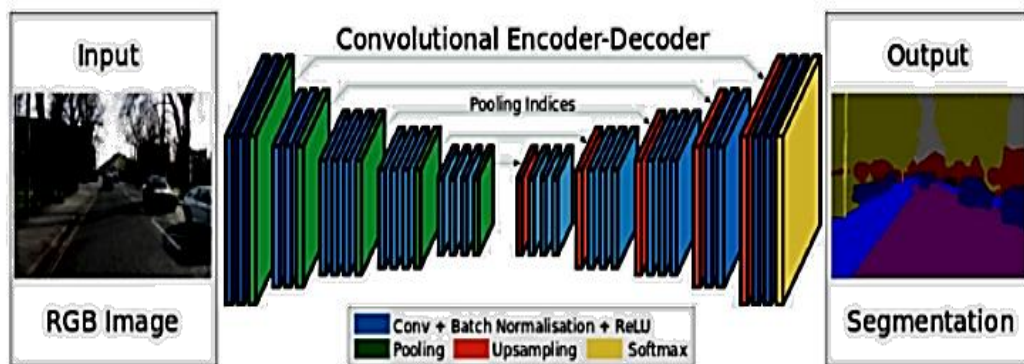 Input
RGB Image
Convolutional Encoder-Decoder
Pooling Indices
Conv + Batch Normalisation + ReLU
Pooling Upsampling Softmax
Output
Segmentation